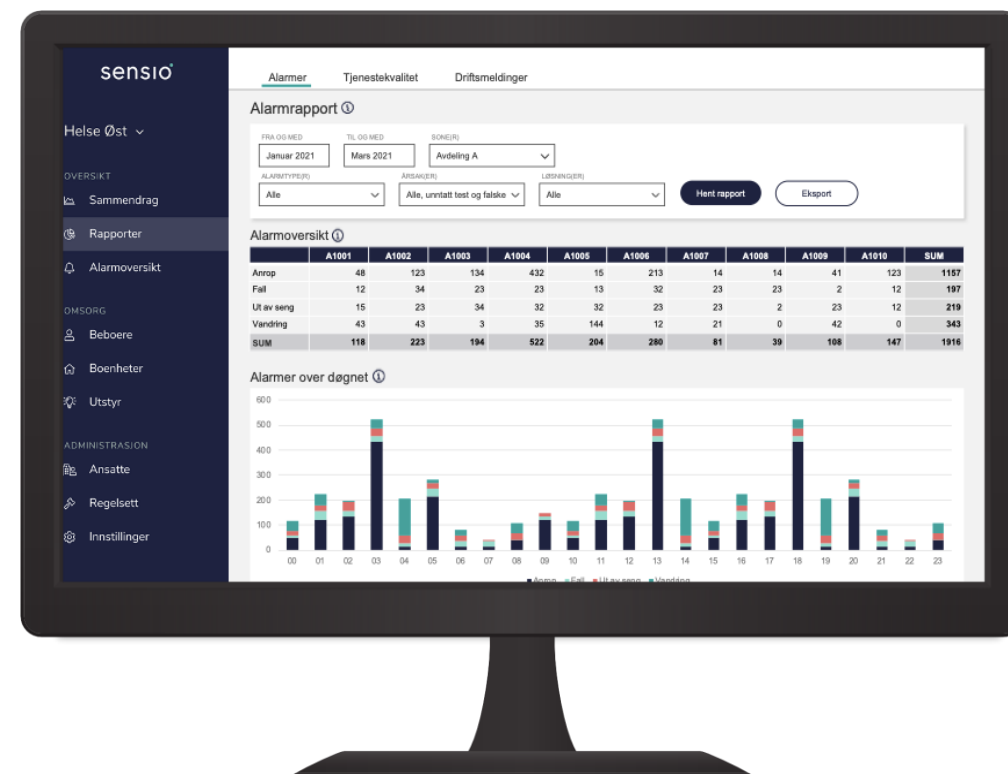 sensio
Helse Øst
OVERSIKT
Sammendrag
Rapporter
Alarmoversikt
OMSORG
Beboere
Boenheter
Utstyr
ADMINISTRASJON
Ansatte
Regelsett
Innstillinger
Alarmer Tjenestekvalitet Driftsmeldinger
Alarmrapport
FRA OG MED TIL OG MED SONE(R)
Januar 2021 Mars 2021 Avdeling A
ALARMTYPE(R) ÅRSAK(ER) LØSNING(ER)
Alle Alle, unntatt test og falske Alle Hent rapport Eksport
Alarmoversikt
A1001 A1002 A1003 A1004 A1005 A1006 A1007 A1008 A1009 A1010 SUM
Anrop 48 123 134 432 15 213 14 14 41 123 1157
Fall 12 34 23 23 13 32 23 23 2 12 197
Ut av seng 15 23 34 32 32 23 23 2 23 12 219
Vandring 43 43 3 35 144 12 21 0 42 0 343
SUM 118 223 194 522 204 280 81 39 108 147 1916
Alarmer over døgnet
600
500
400
300
200
100
0
00 01 02 03 04 05 06 07 08 09 10 11 12 13 14 15 16 17 18 19 20 21 22 23
Anrop Fall Ut av seng Vandring